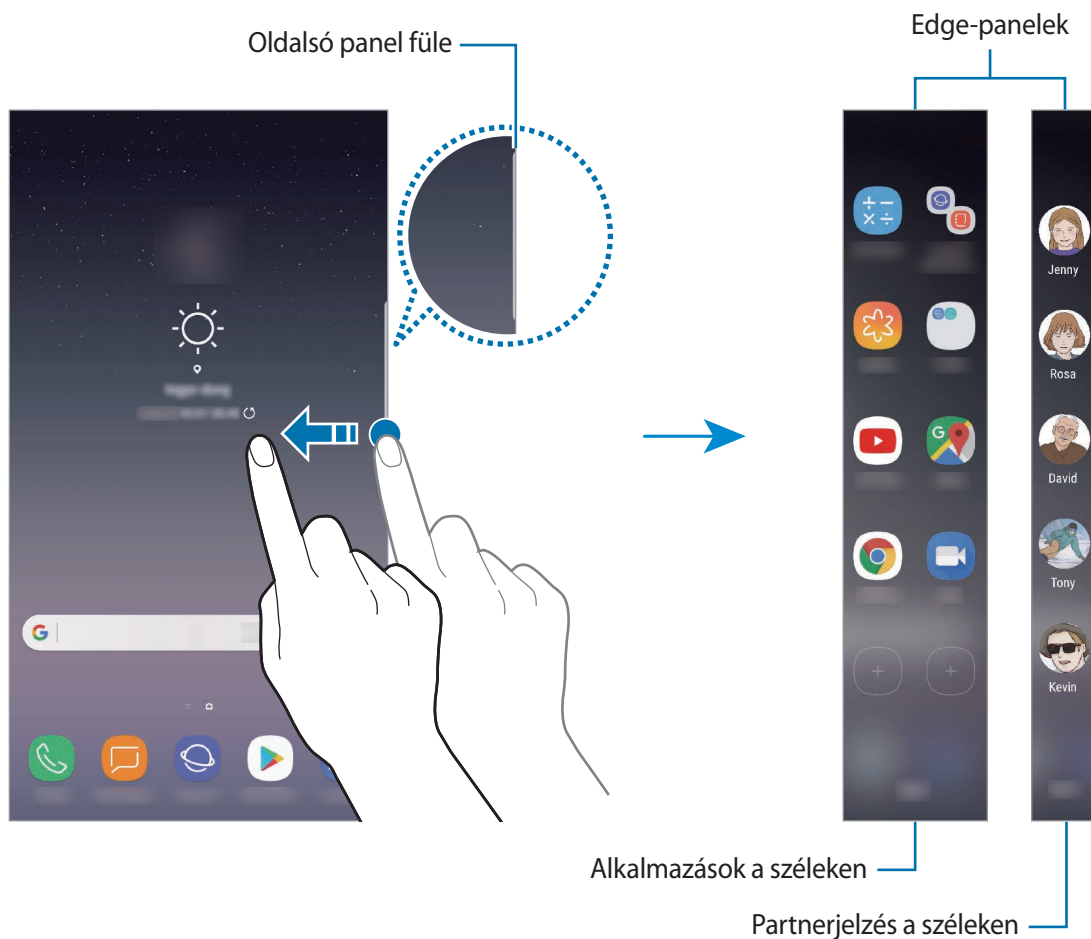 Oldalsó panel füle
Edge-panelek
Jenny
Rosa
David
Tony
Kevin
Alkalmazások a széleken
Partnerjelzés a széleken